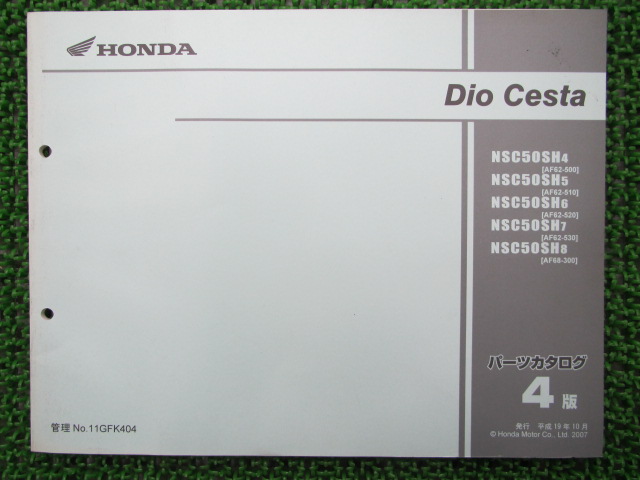 HONDA
Dio Cesta
NSC50SH4
[AF62-500]
NSC50SH5
[AF62-510]
NSC50SH6
[AF62-520]
NSC50SH7
[AF62-530]
NSC50SH8
[AF68-300]
パーツカタログ
4版
管理 No.11GFK404
発行 平成19年10月
© Honda Motor Co., Ltd. 2007